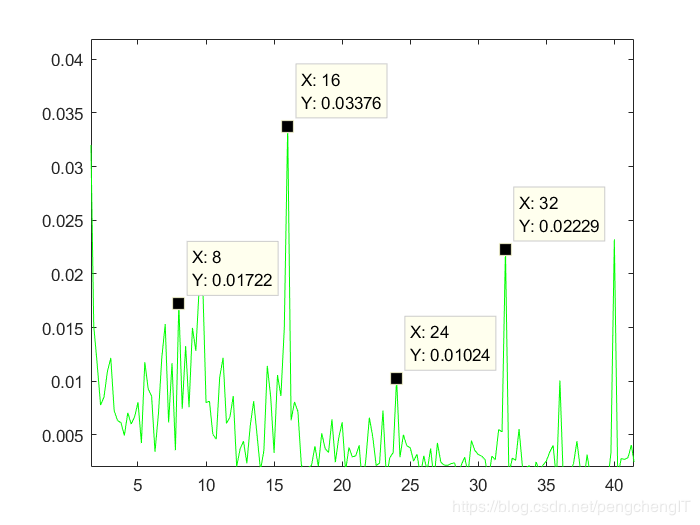 0.04
X: 16
Y: 0.03376
0.035
0.03
X: 32
Y: 0.02229
0.025
X: 8
Y: 0.01722
0.02
0.015
X: 24
Y: 0.01024
0.01
0.005
5 10 15 20 25 30 35 40
https://blog.csdn.net/pengchengIT